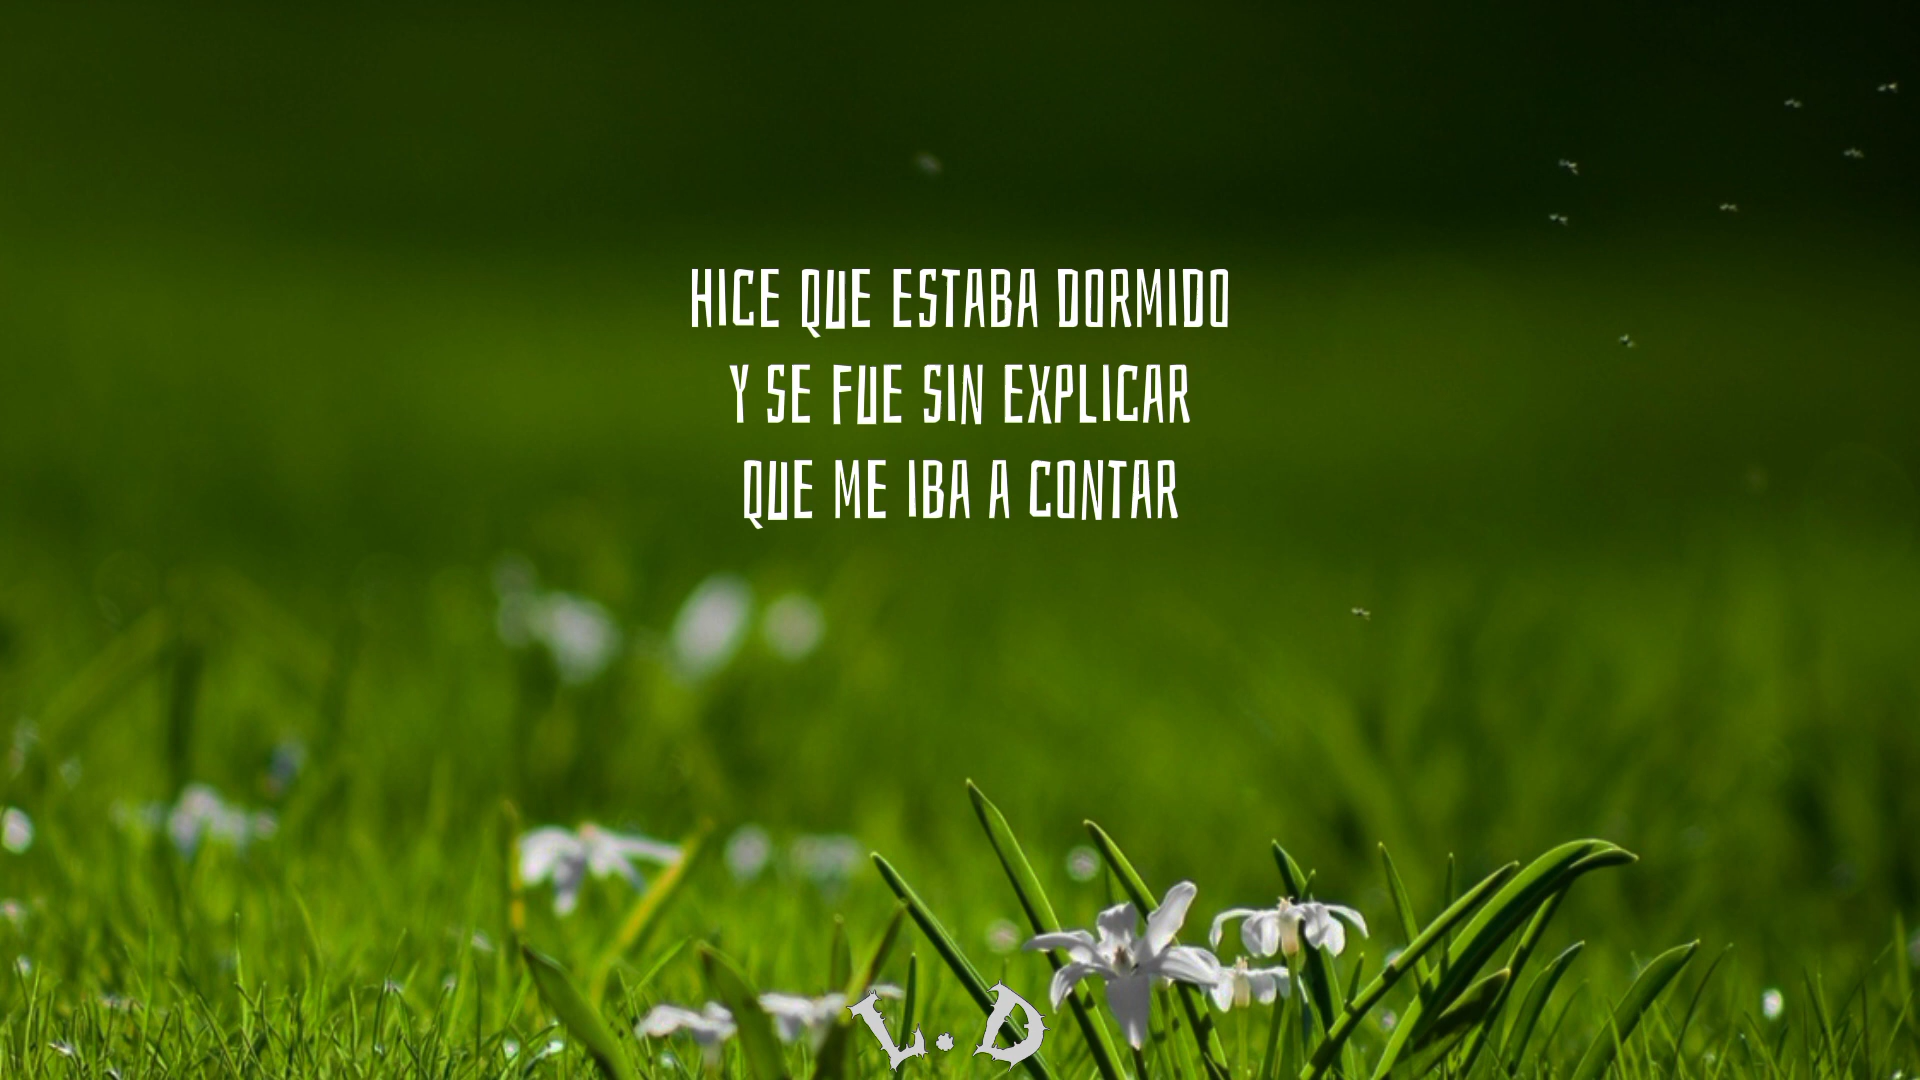 HICE QUE ESTABA DORMIDO
Y SE FUE SIN EXPLICAR
QUE ME IBA A CONTAR
L.D